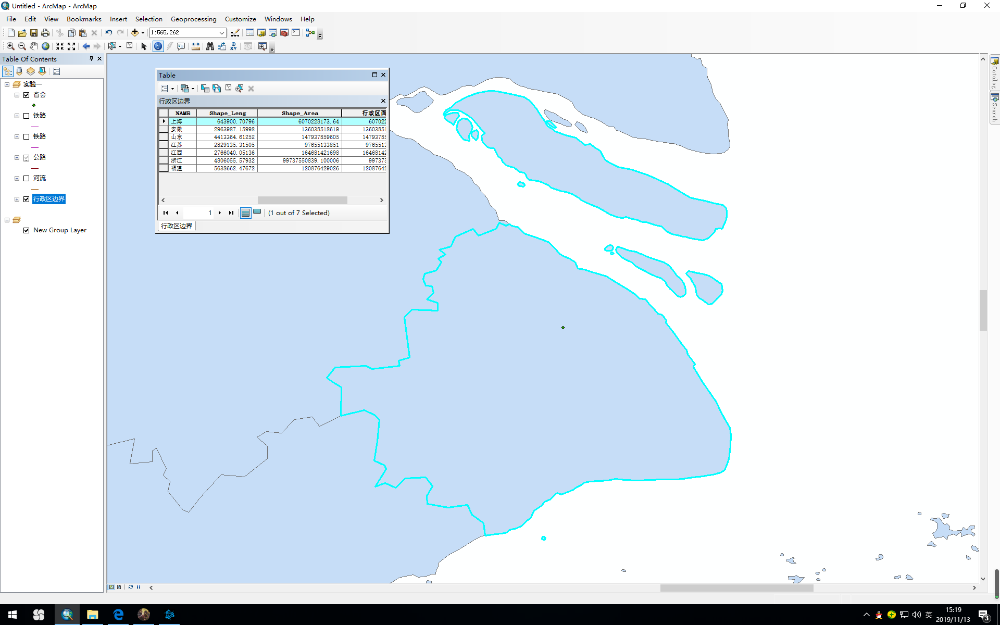 Untitled - ArcMap - ArcMap
File Edit View Bookmarks Insert Selection Geoprocessing Customize Windows Help
1:565,262
Table Of Contents
实验一
省会
铁路
铁路
公路
河流
行政区边界
New Group Layer
Table
行政区边界
NAME Shape_Leng Shape_Area 行政区面
上海 643900.70796 6070228173.64 607022
安徽 2963987.15998 136038518619 1360385
山东 4413364.61252 147937859605 1479378
江苏 2829135.31505 97655133851 976551
江西 2766040.05136 164681421698 1646814
浙江 4806055.57932 99737550839.100006 99737
福建 5638662.47672 120876429026 1208764
1 (1 out of 7 Selected)
行政区边界
Catalog
Search
英
15:19
2019/11/13
3